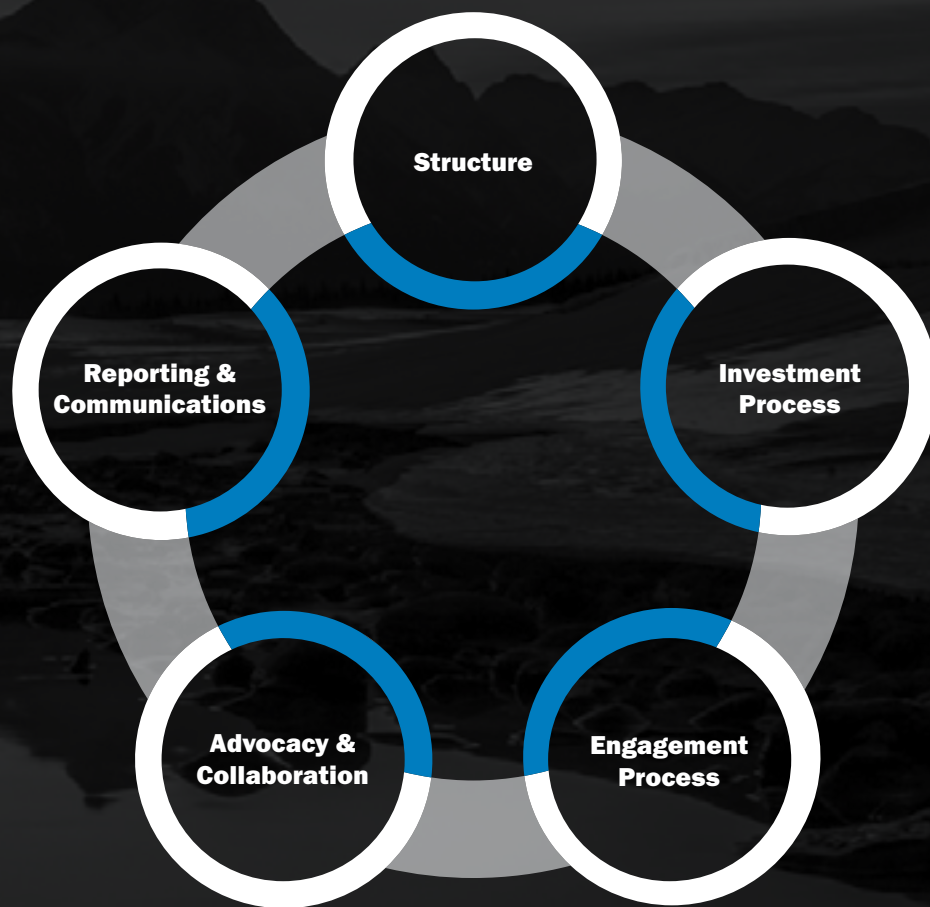 Structure
Investment
Process
Engagement
Process
Advocacy &
Collaboration
Reporting &
Communications